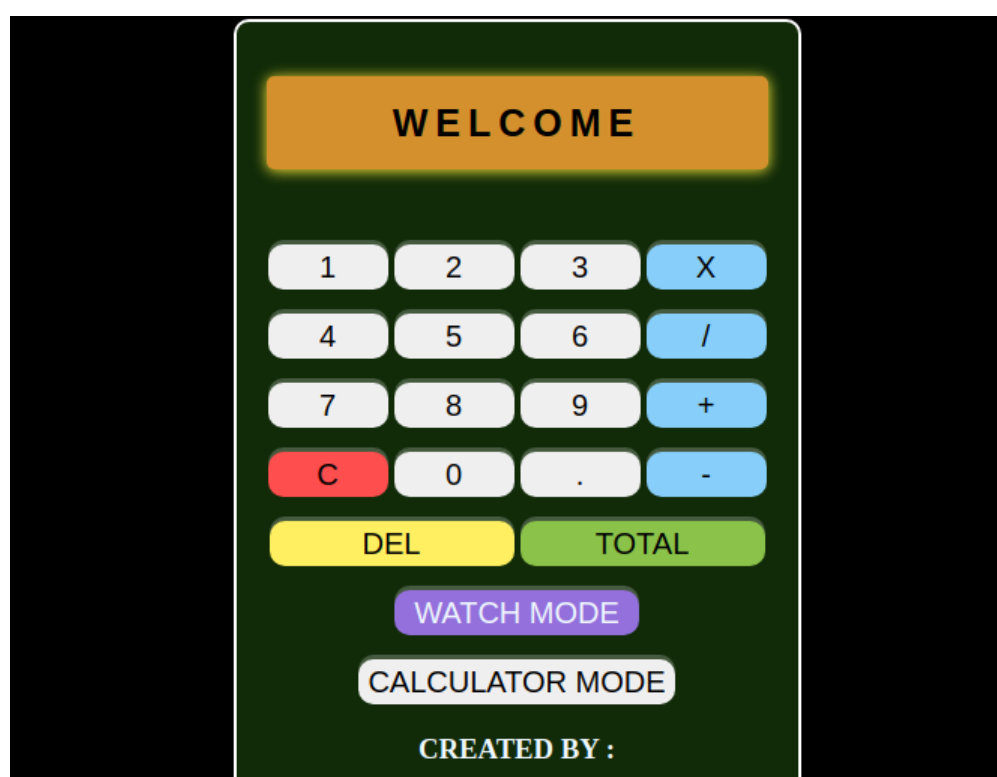 WELCOME
1 2 3 X
4 5 6 /
7 8 9 +
C 0 . -
DEL TOTAL
WATCH MODE
CALCULATOR MODE
CREATED BY :